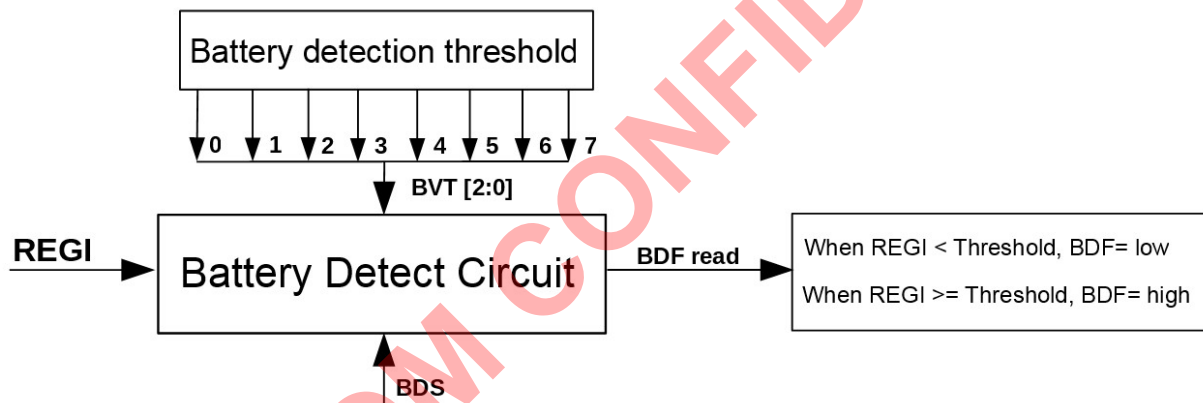 Battery detection threshold
0 1 2 3 4 5 6 7
BVT [2:0]
REGI
Battery Detect Circuit
BDF read
When REGI < Threshold, BDF= low
When REGI >= Threshold, BDF= high
BDS